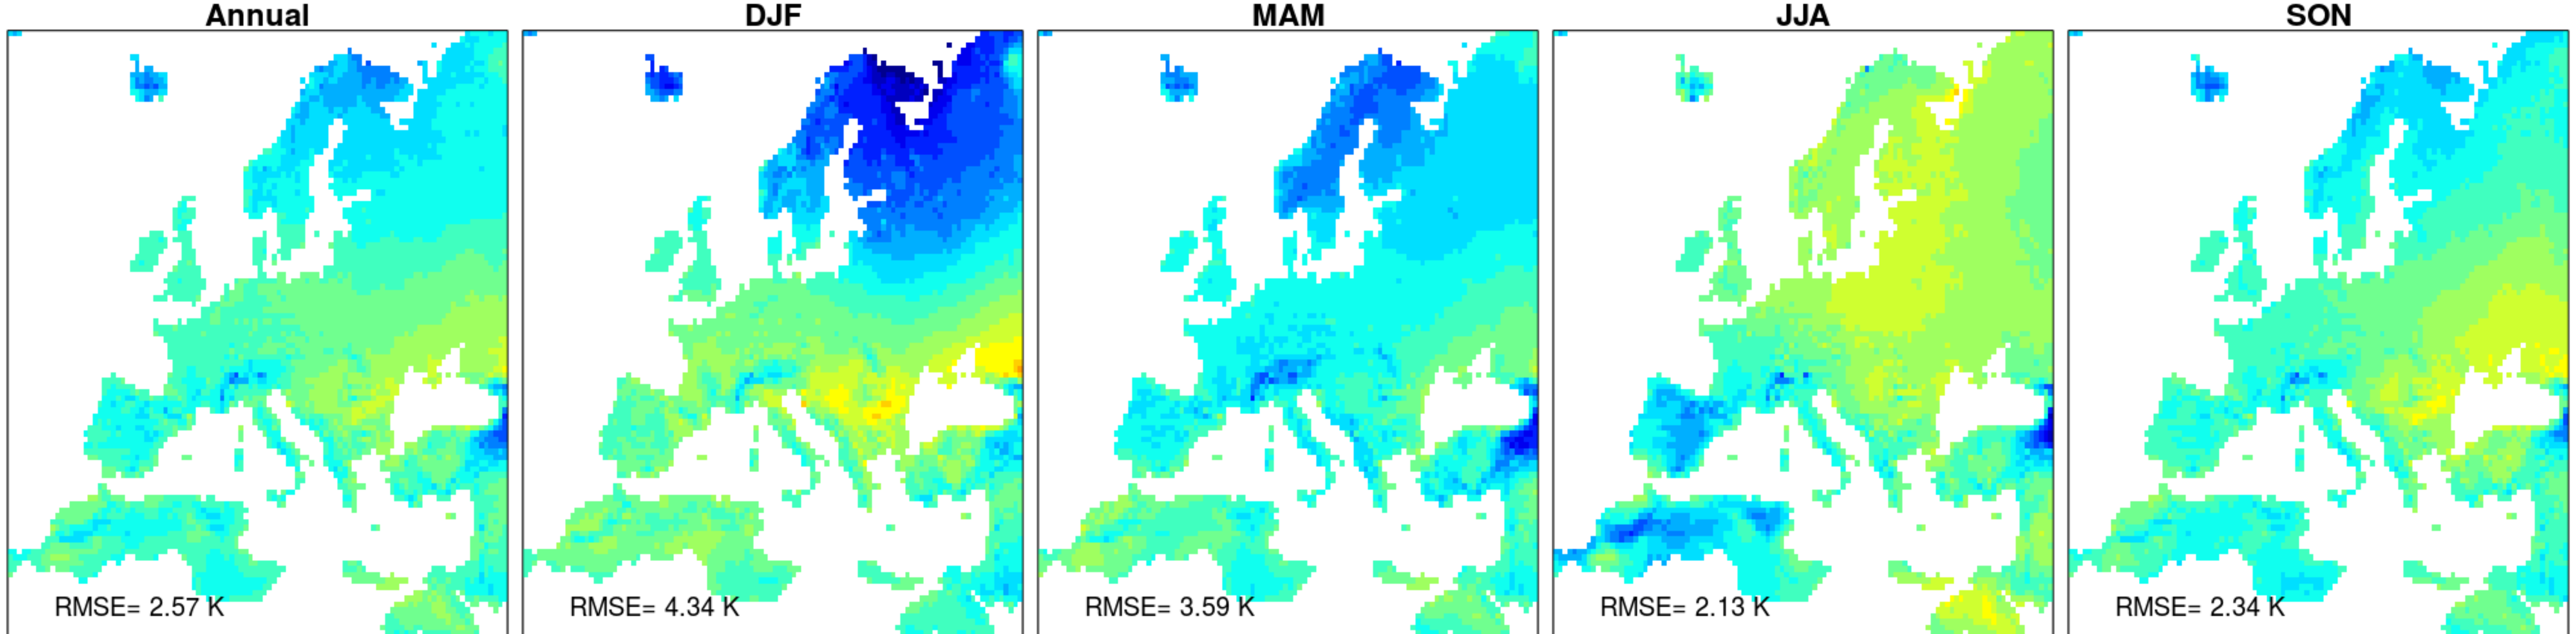 Annual
DJF
MAM
JJA
SON
RMSE= 2.57 K
RMSE= 4.34 K
RMSE= 3.59 K
RMSE= 2.13 K
RMSE= 2.34 K